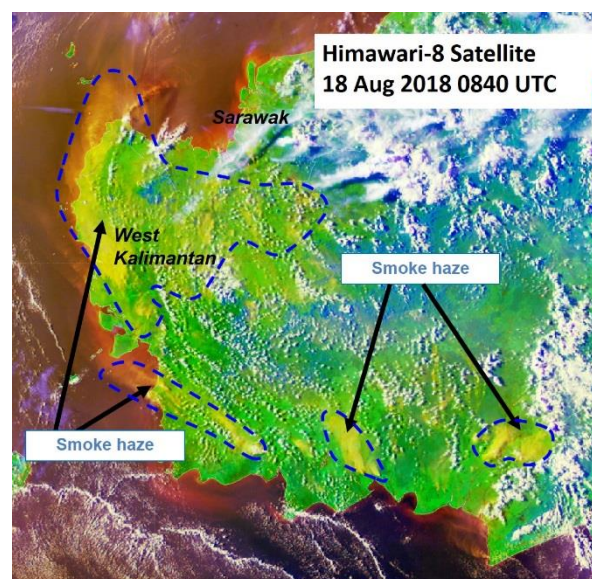 Himawari-8 Satellite
18 Aug 2018 0840 UTC
Sarawak
West
Kalimantan
Smoke haze
Smoke haze